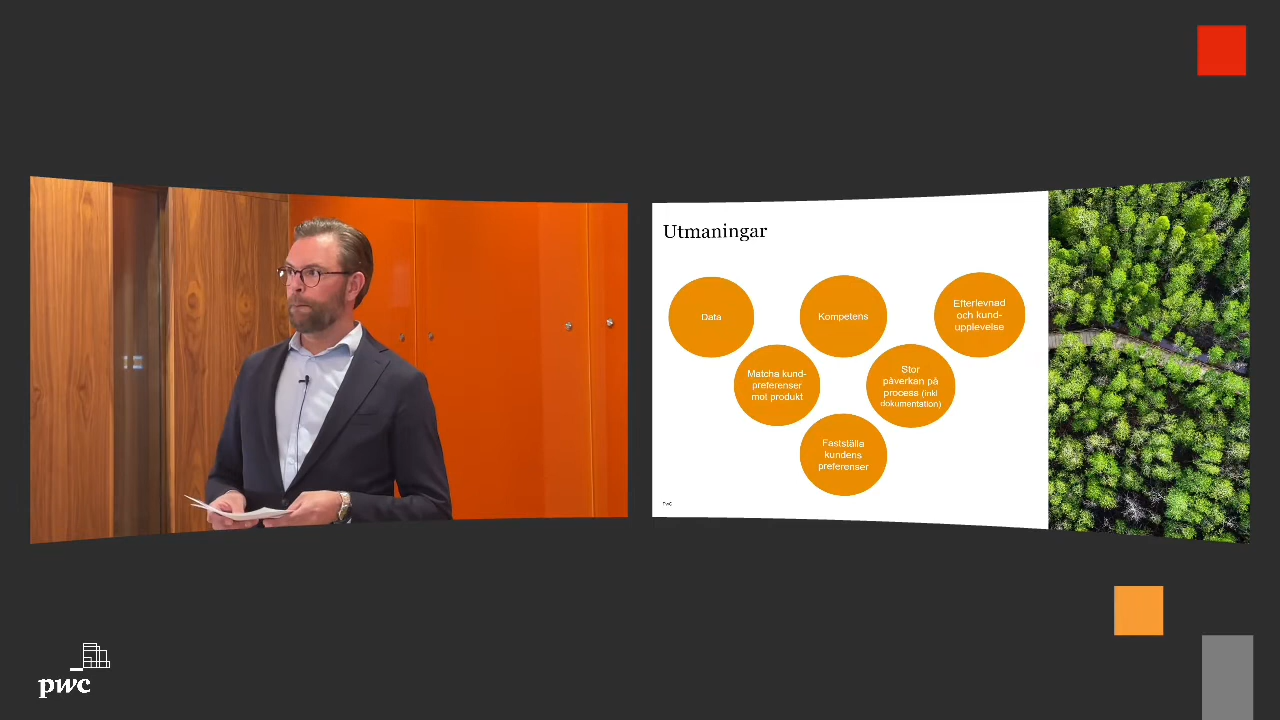 Utmaningar
Data
Kompetens
Efterlevnad
och kund-
upplevelse
Matcha kund-
preferenser
mot produkt
Stor
påverkan på
process (inkl
dokumentation)
Fastställa
kundens
preferenser
PwC
pwc